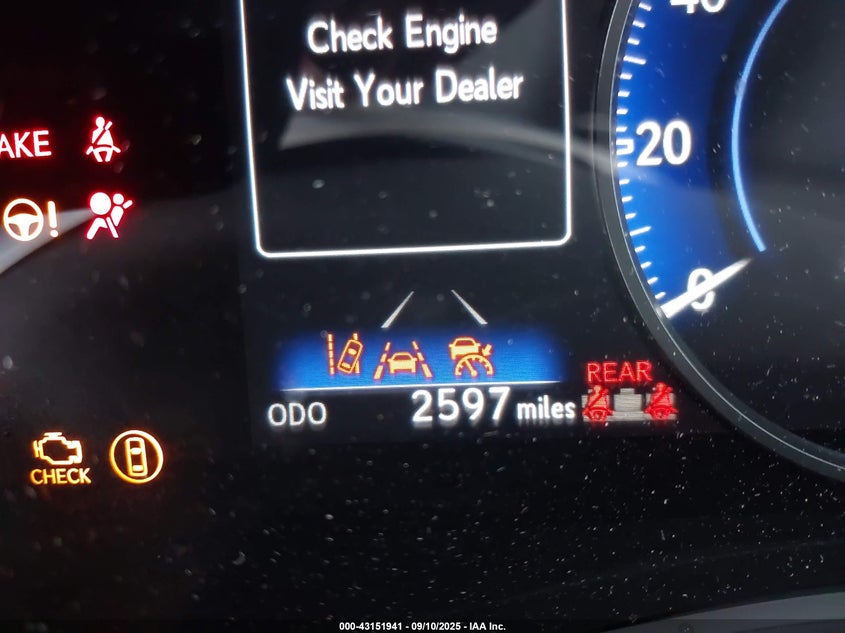 Check Engine
Visit Your Dealer
AKE
20
0
REAR
ODO 2597 miles
CHECK
000-43151941 - 09/10/2025 - IAA Inc.